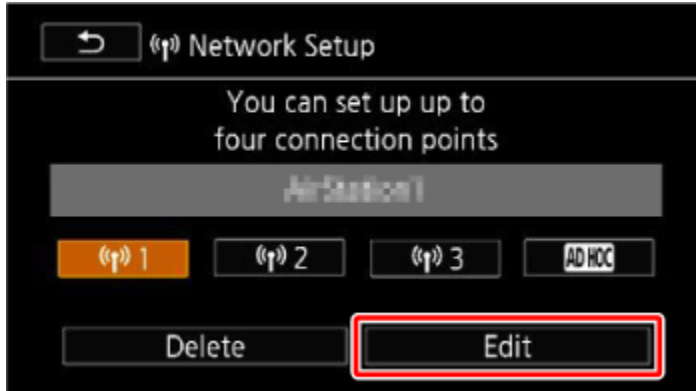 Network Setup
You can set up up to
four connection points
1
2
3
AD HOC
Delete
Edit